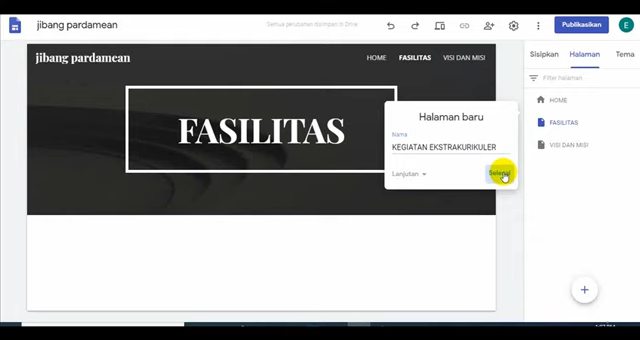 jibang pardamean
Semua perubahan disimpan di Drive
Publikasikan
E
jibang pardamean
HOME FASILITAS VISI DAN MISI
Sisipkan Halaman Tema
Filter halaman
HOME
FASILITAS
VISI DAN MISI
FASILITAS
Halaman baru
Nama
KEGIATAN EKSTRAKURIKULER
Lanjutan
Selesai